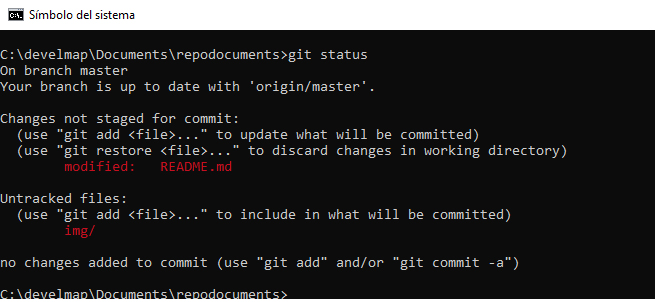 Símbolo del sistema
C:\develmap\Documents\repodocuments>git status
On branch master
Your branch is up to date with 'origin/master'.
Changes not staged for commit:
(use "git add <file>..." to update what will be committed)
(use "git restore <file>..." to discard changes in working directory)
modified:   README.md
Untracked files:
(use "git add <file>..." to include in what will be committed)
img/
no changes added to commit (use "git add" and/or "git commit -a")
C:\develmap\Documents\repodocuments>